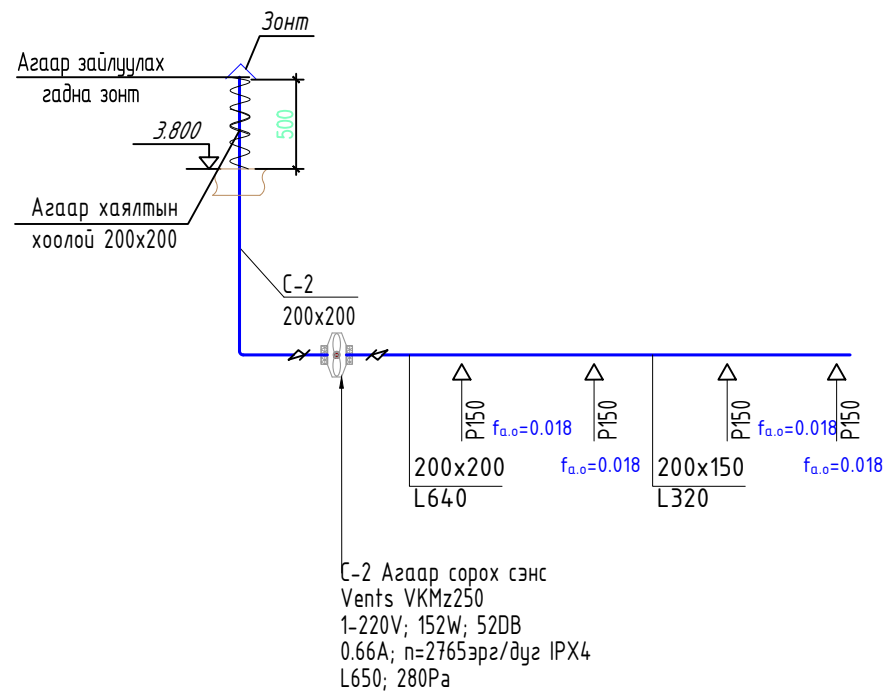 Зонт
Агаар зайлуулах
гадна зонт
500
3.800
Агаар хаялтын
хоолой 200х200
С-2
200х200
P150
fа.о=0.018
P150
fа.о=0.018
P150
fа.о=0.018
P150
fа.о=0.018
200х200
L640
200х150
L320
С-2 Агаар сорох сэнс
Vents VKMz250
1-220V; 152W; 52DB
0.66A; n=2765эрг/дуг IPX4
L650; 280Pa